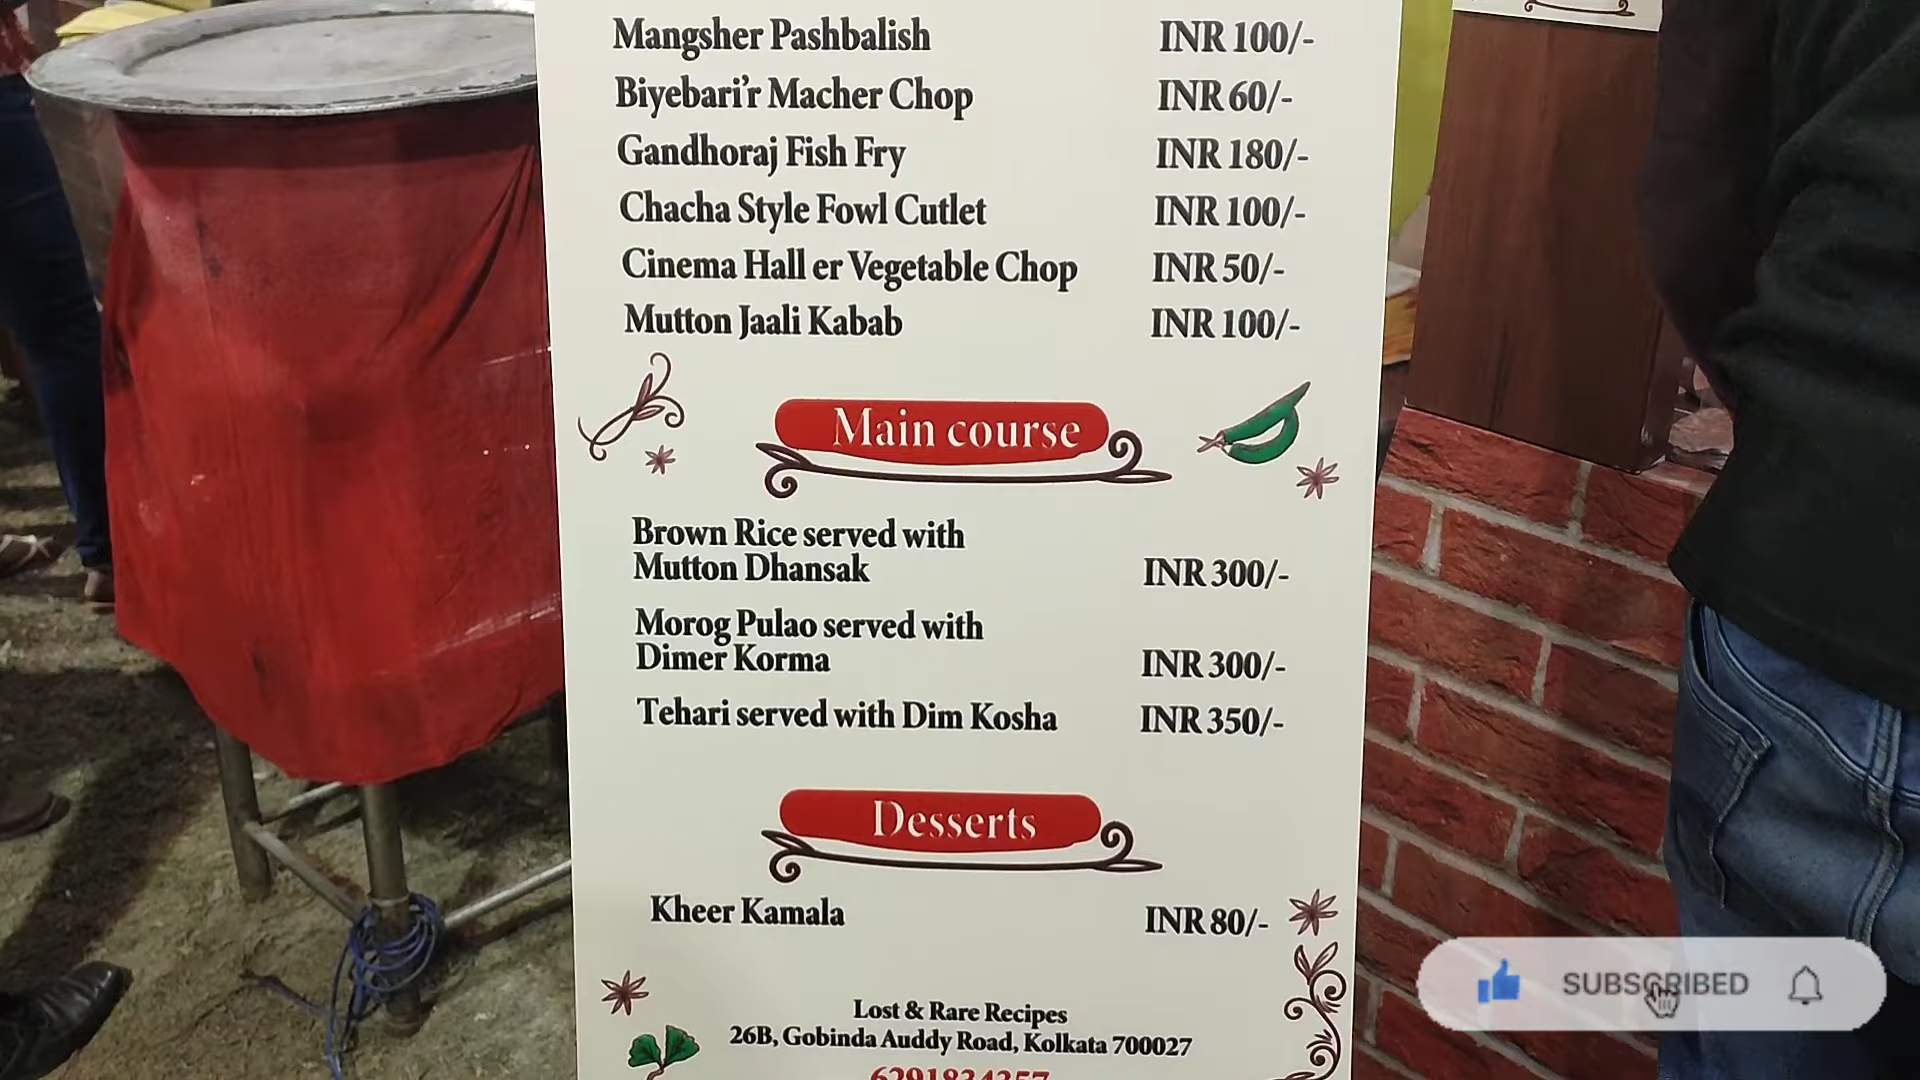 Mangsher Pashbalish INR 100/-
Biyebari'r Macher Chop INR 60/-
Gandhoraj Fish Fry INR 180/-
Chacha Style Fowl Cutlet INR 100/-
Cinema Hall er Vegetable Chop INR 50/-
Mutton Jaali Kabab INR 100/-
Main course
Brown Rice served with
Mutton Dhansak INR 300/-
Morog Pulao served with
Dimer Korma INR 300/-
Tehari served with Dim Kosha INR 350/-
Desserts
Kheer Kamala INR 80/-
Lost & Rare Recipes
26B, Gobinda Auddy Road, Kolkata 700027
SUBSCRIBED